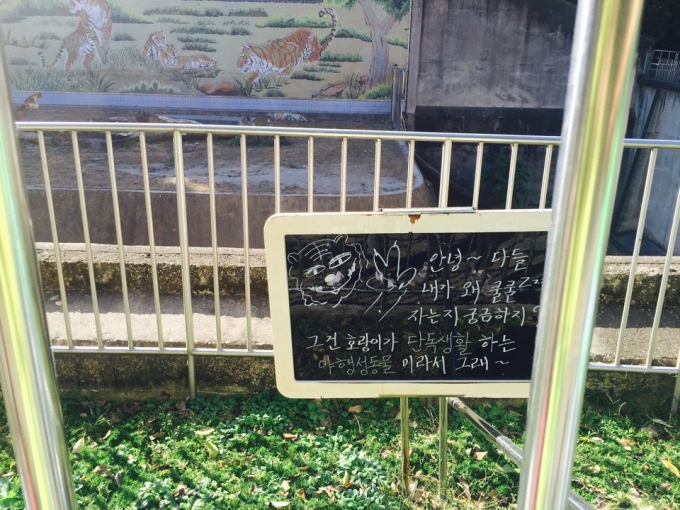 안녕~ 다들
내가 왜 쿨쿨zz
자는지 궁금하지?
그건 호랑이가 단독생활 하는
야행성동물 이라서 그래~